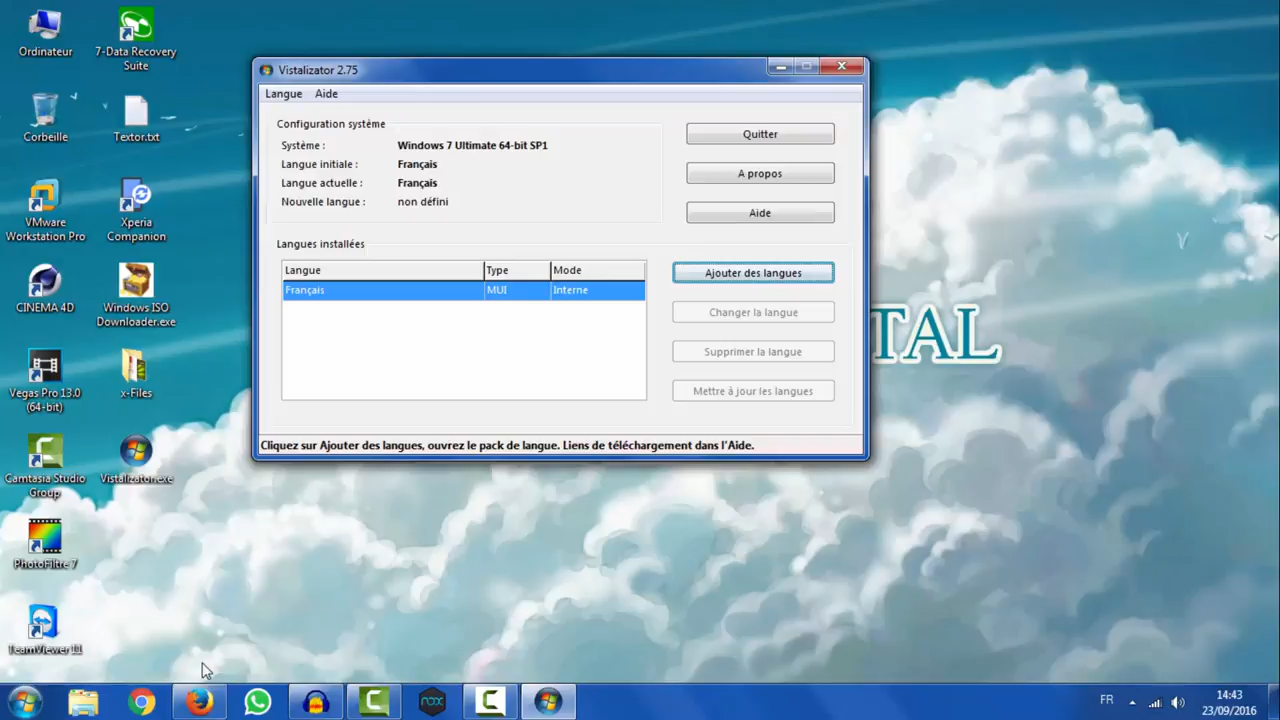 Ordinateur
7-Data Recovery
Suite
Corbeille
Textor.txt
VMware
Workstation Pro
Xperia
Companion
CINEMA 4D
Windows ISO
Downloader.exe
Vegas Pro 13.0
(64-bit)
x-Files
Camtasia Studio
Group
Vistalizator.exe
PhotoFiltre 7
TeamViewer 11
Vistalizator 2.75
Langue Aide
Configuration système
Système : Windows 7 Ultimate 64-bit SP1
Langue initiale : Français
Langue actuelle : Français
Nouvelle langue : non défini
Quitter
A propos
Aide
Langues installées
Langue Type Mode
Français MUI Interne
Ajouter des langues
Changer la langue
Supprimer la langue
Mettre à jour les langues
Cliquez sur Ajouter des langues, ouvrez le pack de langue. Liens de téléchargement dans l'Aide.
TAL
nox
FR
14:43
23/09/2016